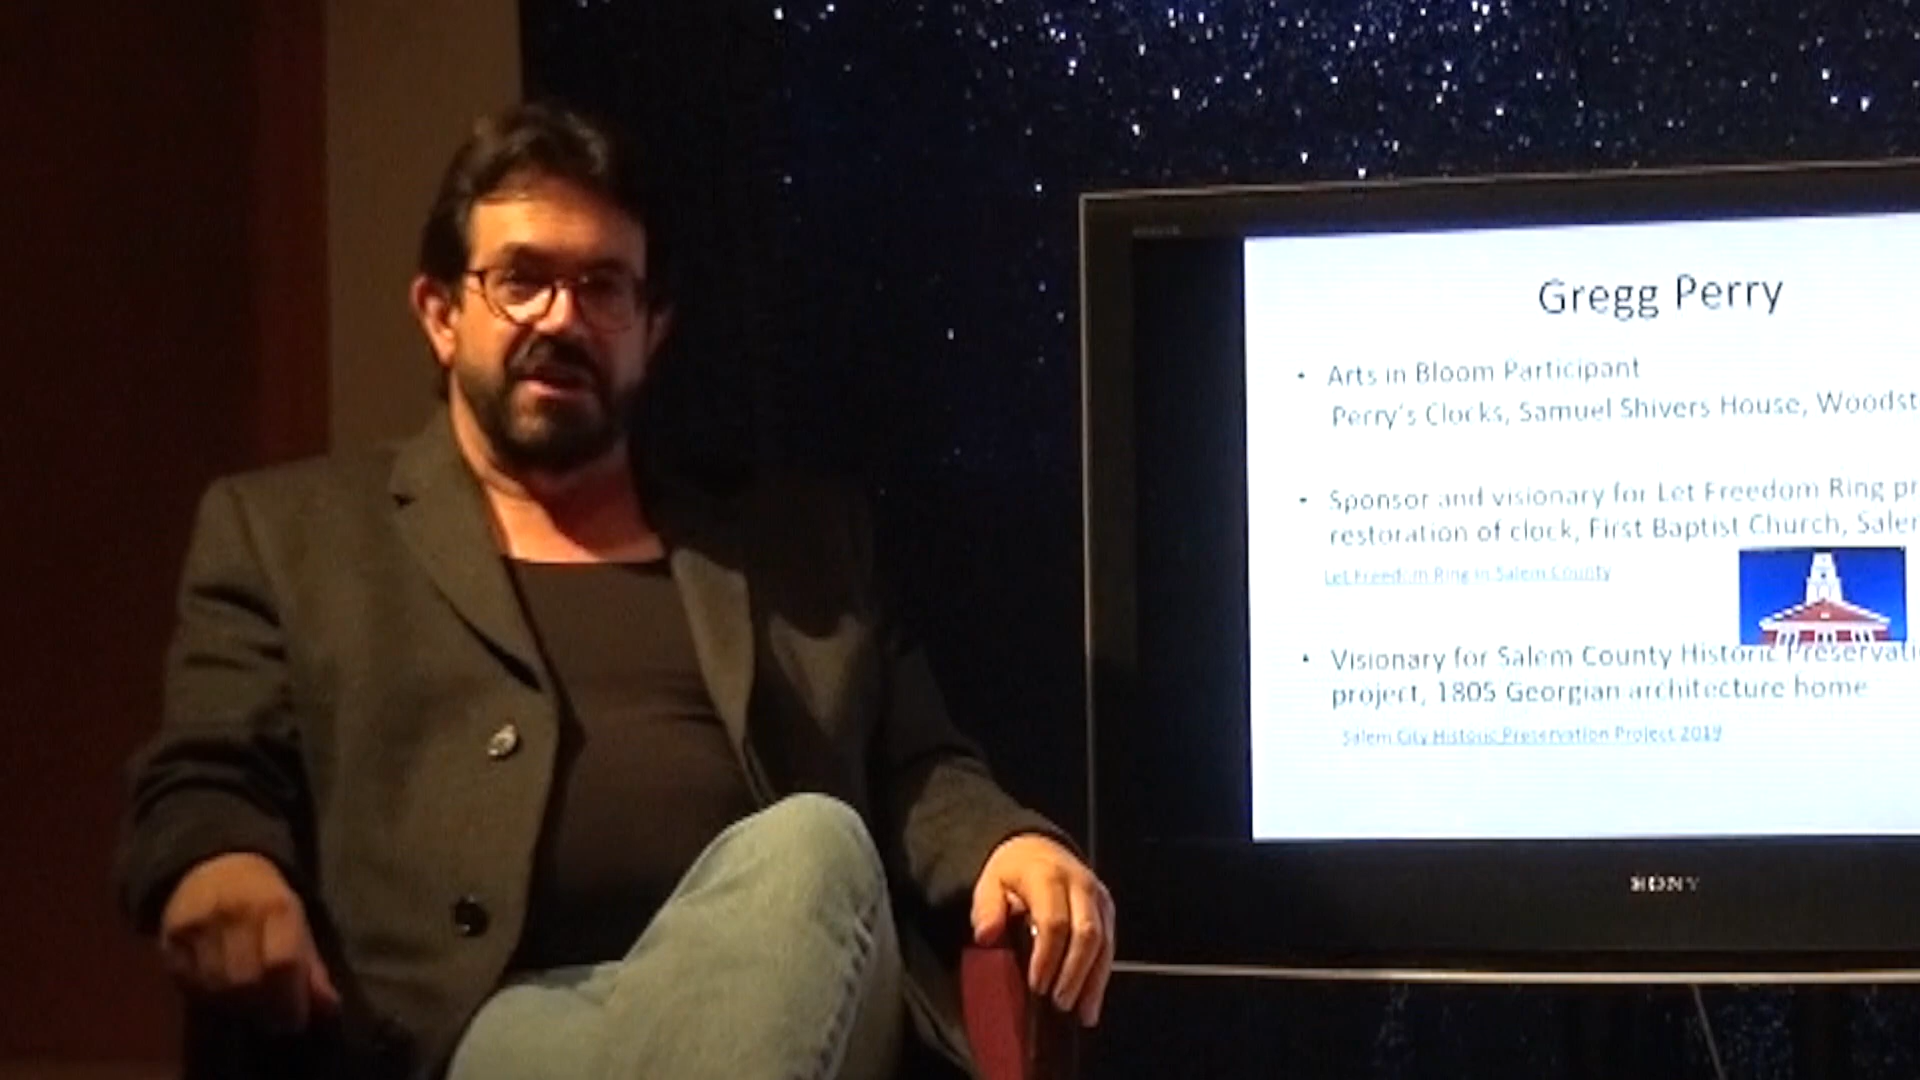 Gregg Perry
• Arts in Bloom Participant
Perry's Clocks, Samuel Shivers House, Woodst
• Sponsor and visionary for Let Freedom Ring pr
restoration of clock, First Baptist Church, Saler
Let Freedom Ring in Salem County
• Visionary for Salem County Historic Preservati
project, 1805 Georgian architecture home
Salem City Historic Preservation Project 2019
SONY